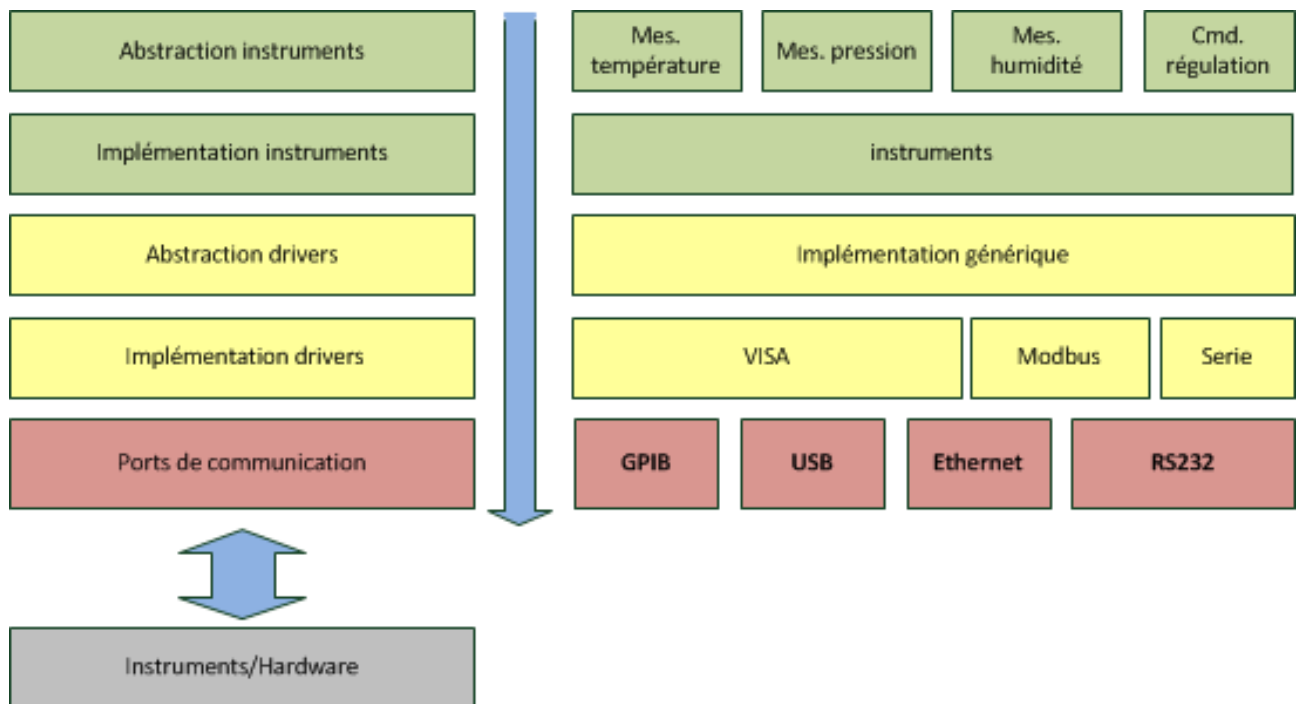 Abstraction instruments
Mes.
température
Mes. pression
Mes.
humidité
Cmd.
régulation
Implémentation instruments
instruments
Abstraction drivers
Implémentation générique
Implémentation drivers
VISA
Modbus
Serie
Ports de communication
GPIB
USB
Ethernet
RS232
Instruments/Hardware